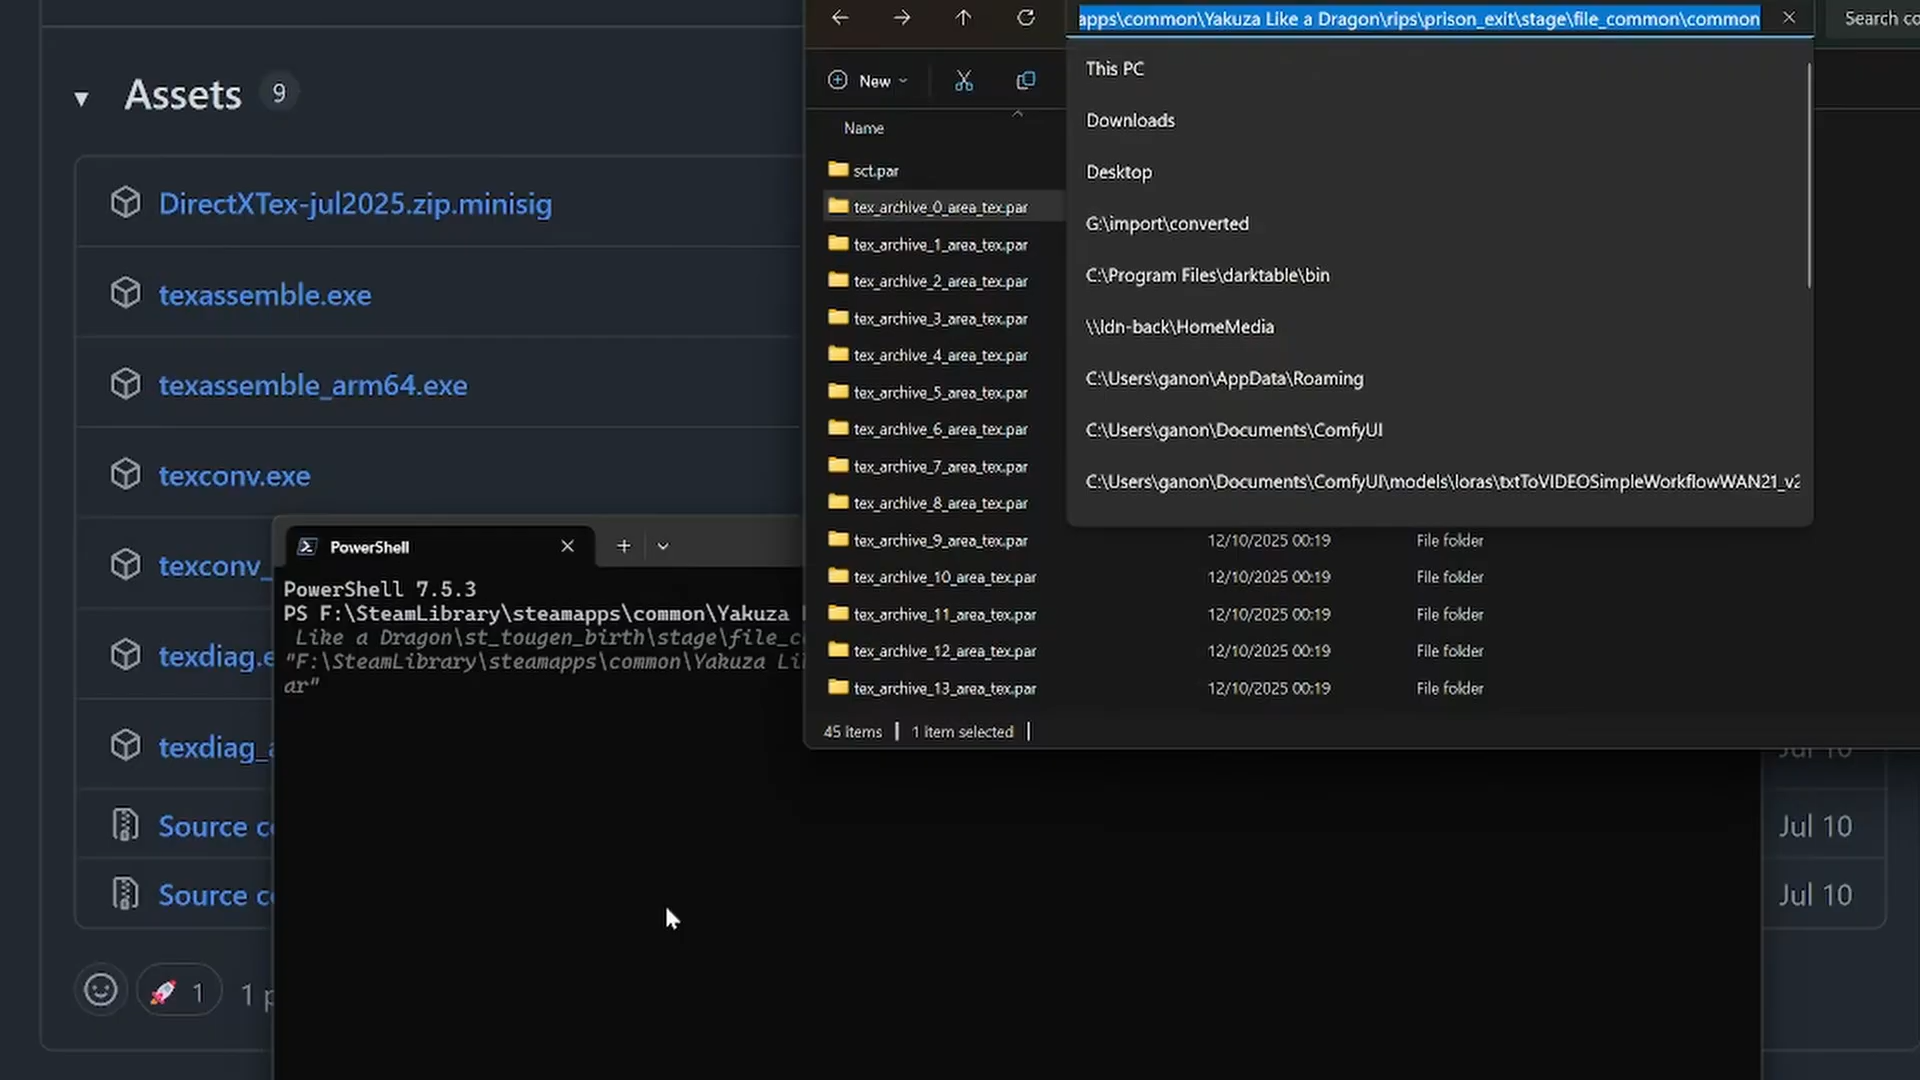 Assets 9
DirectXTex-jul2025.zip.minisig
texassemble.exe
texassemble_arm64.exe
texconv.exe
texconv_
texdiag.e
texdiag_a
Source co
Source co
Jul 10
Jul 10
Jul 10
1
1 p
PowerShell
PowerShell 7.5.3
PS F:\SteamLibrary\steamapps\common\Yakuza
Like a Dragon\st_tougen_birth\stage\file_c
"F:\SteamLibrary\steamapps\common\Yakuza Li
ar"
apps\common\Yakuza Like a Dragon\rips\prison_exit\stage\file_common\common
Search co
New
This PC
Downloads
Desktop
G:\import\converted
C:\Program Files\darktable\bin
\\ldn-back\HomeMedia
C:\Users\ganon\AppData\Roaming
C:\Users\ganon\Documents\ComfyUI
C:\Users\ganon\Documents\ComfyUI\models\loras\txtToVIDEOSimpleWorkflowWAN21_v2
Name
sct.par
tex_archive_0_area_tex.par
tex_archive_1_area_tex.par
tex_archive_2_area_tex.par
tex_archive_3_area_tex.par
tex_archive_4_area_tex.par
tex_archive_5_area_tex.par
tex_archive_6_area_tex.par
tex_archive_7_area_tex.par
tex_archive_8_area_tex.par
tex_archive_9_area_tex.par 12/10/2025 00:19 File folder
tex_archive_10_area_tex.par 12/10/2025 00:19 File folder
tex_archive_11_area_tex.par 12/10/2025 00:19 File folder
tex_archive_12_area_tex.par 12/10/2025 00:19 File folder
tex_archive_13_area_tex.par 12/10/2025 00:19 File folder
45 items 1 item selected